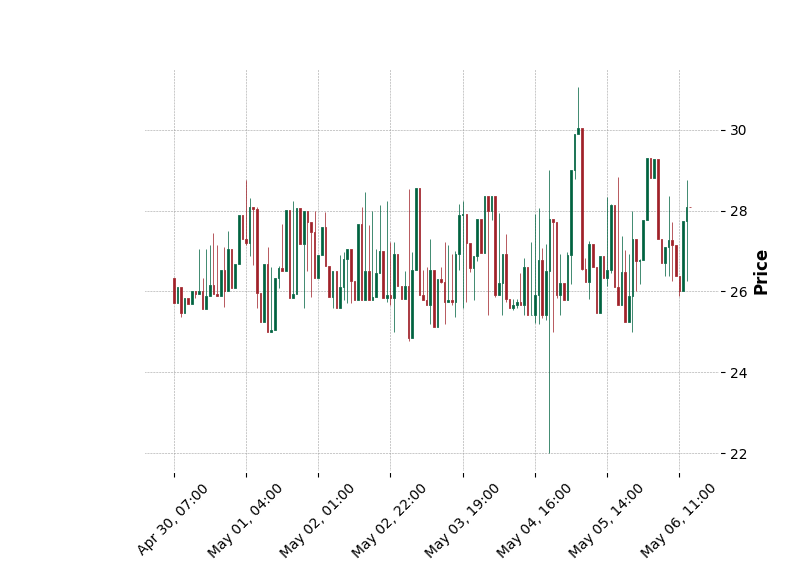 30
28
26
24
22
Price
Apr 30, 07:00
May 01, 04:00
May 02, 01:00
May 02, 22:00
May 03, 19:00
May 04, 16:00
May 05, 14:00
May 06, 11:00